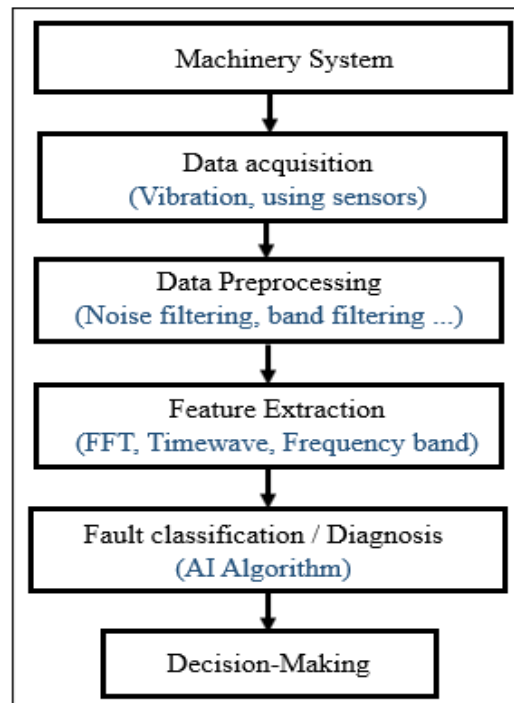 Machinery System
Data acquisition
(Vibration, using sensors)
Data Preprocessing
(Noise filtering, band filtering ...)
Feature Extraction
(FFT, Timewave, Frequency band)
Fault classification / Diagnosis
(AI Algorithm)
Decision-Making